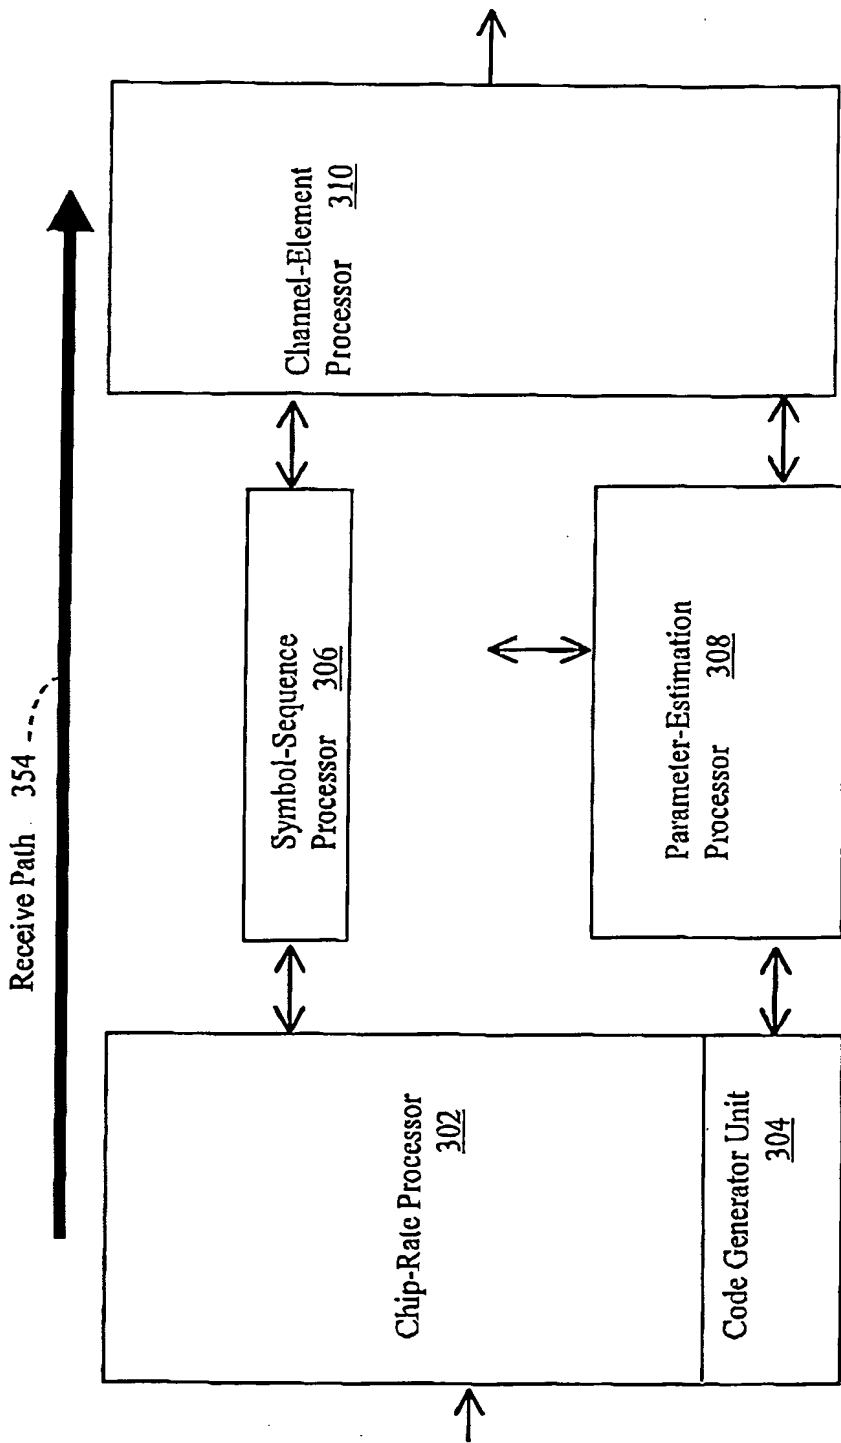 Receive Path 354
Chip-Rate Processor
302
Code Generator Unit
304
Symbol-Sequence
Processor 306
Parameter-Estimation
Processor 308
Channel-Element
Processor 310